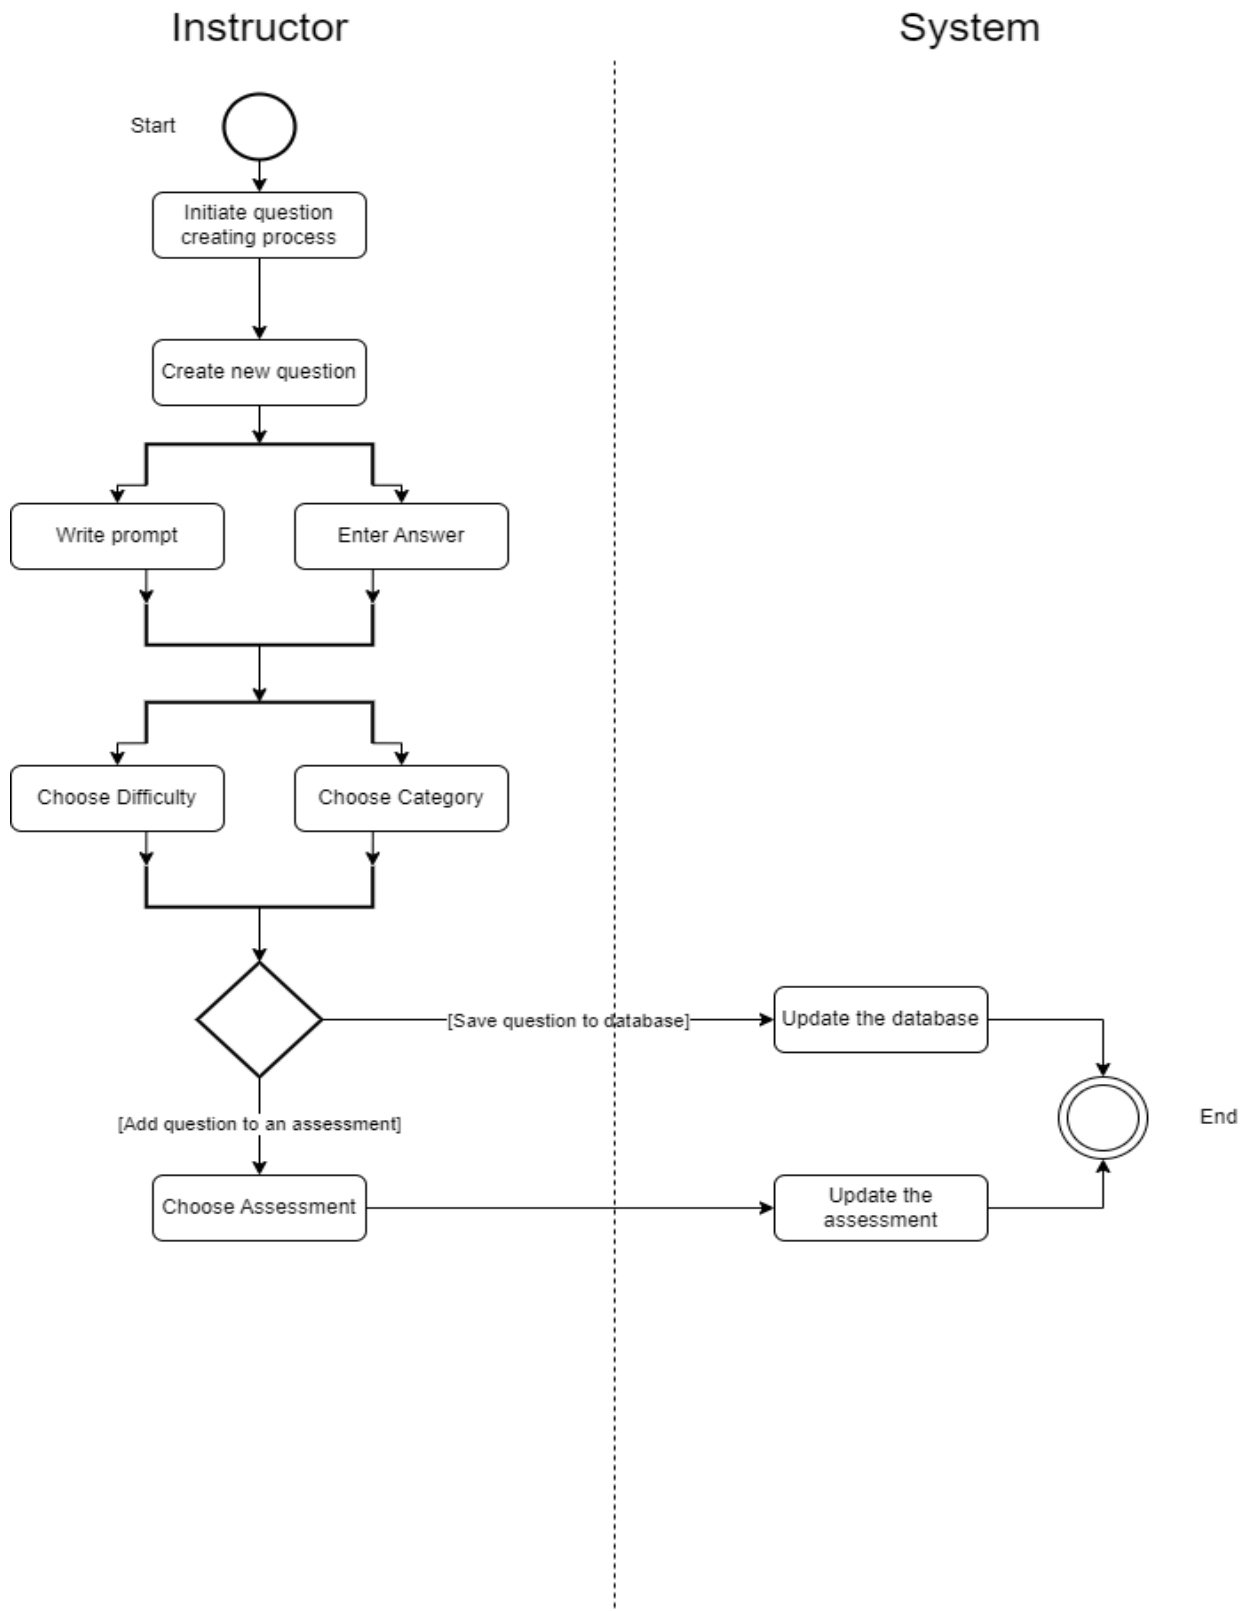 Instructor
System
Start
Initiate question
creating process
Create new question
Write prompt
Enter Answer
Choose Difficulty
Choose Category
[Save question to database]
Update the database
End
[Add question to an assessment]
Choose Assessment
Update the
assessment